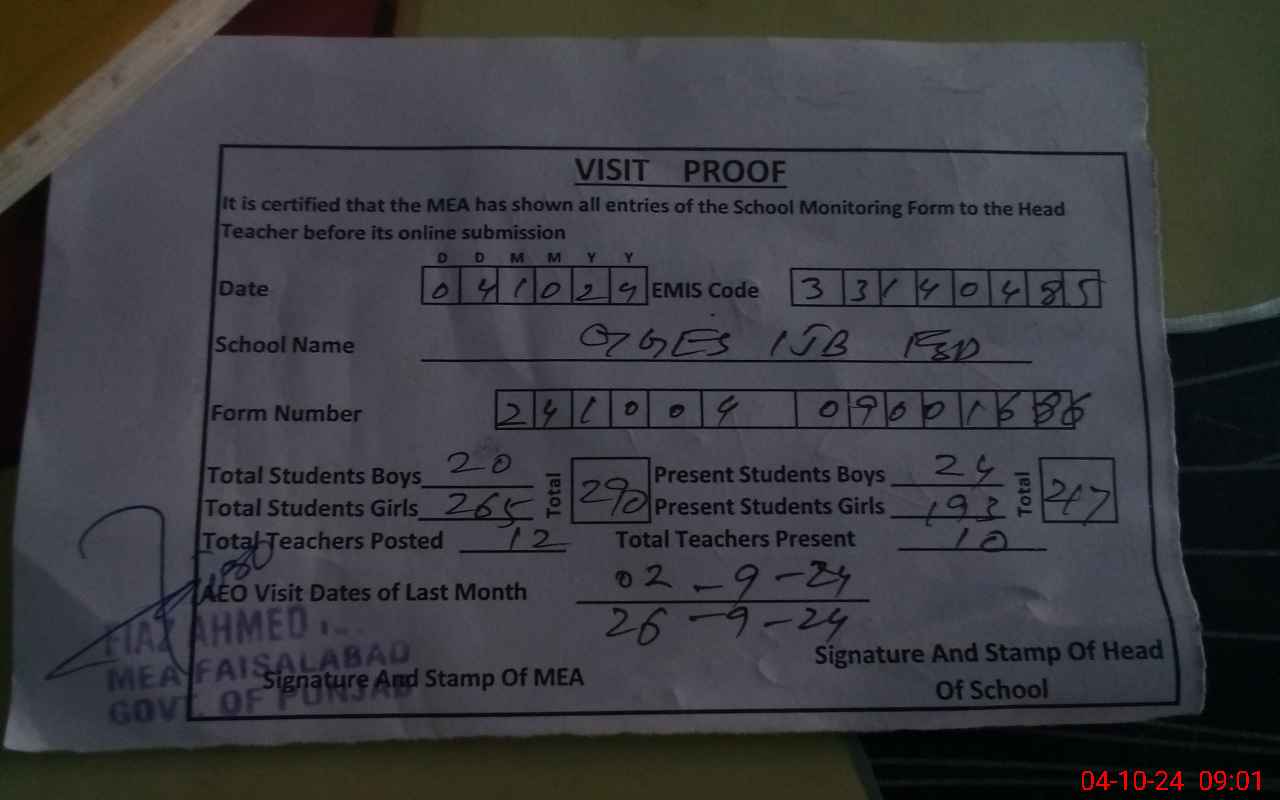 VISIT PROOF
It is certified that the MEA has shown all entries of the School Monitoring Form to the Head
Teacher before its online submission
D D M M Y Y
Date 0 4 1 0 2 4 EMIS Code 3 3 1 4 0 4 8 5
School Name GGES 1JB FSD
Form Number 2 4 1 0 0 4 0 9 0 0 1 6 8 6
Total Students Boys 20 Total 290 Present Students Boys 24 Total 217
Total Students Girls 265 Present Students Girls 193
Total Teachers Posted 12 Total Teachers Present 10
AEO Visit Dates of Last Month 02-9-24
26-9-24
AHMED
MEA FAISALABAD
GOVT OF PUNJAB
Signature And Stamp Of MEA
Signature And Stamp Of Head
Of School
04-10-24 09:01